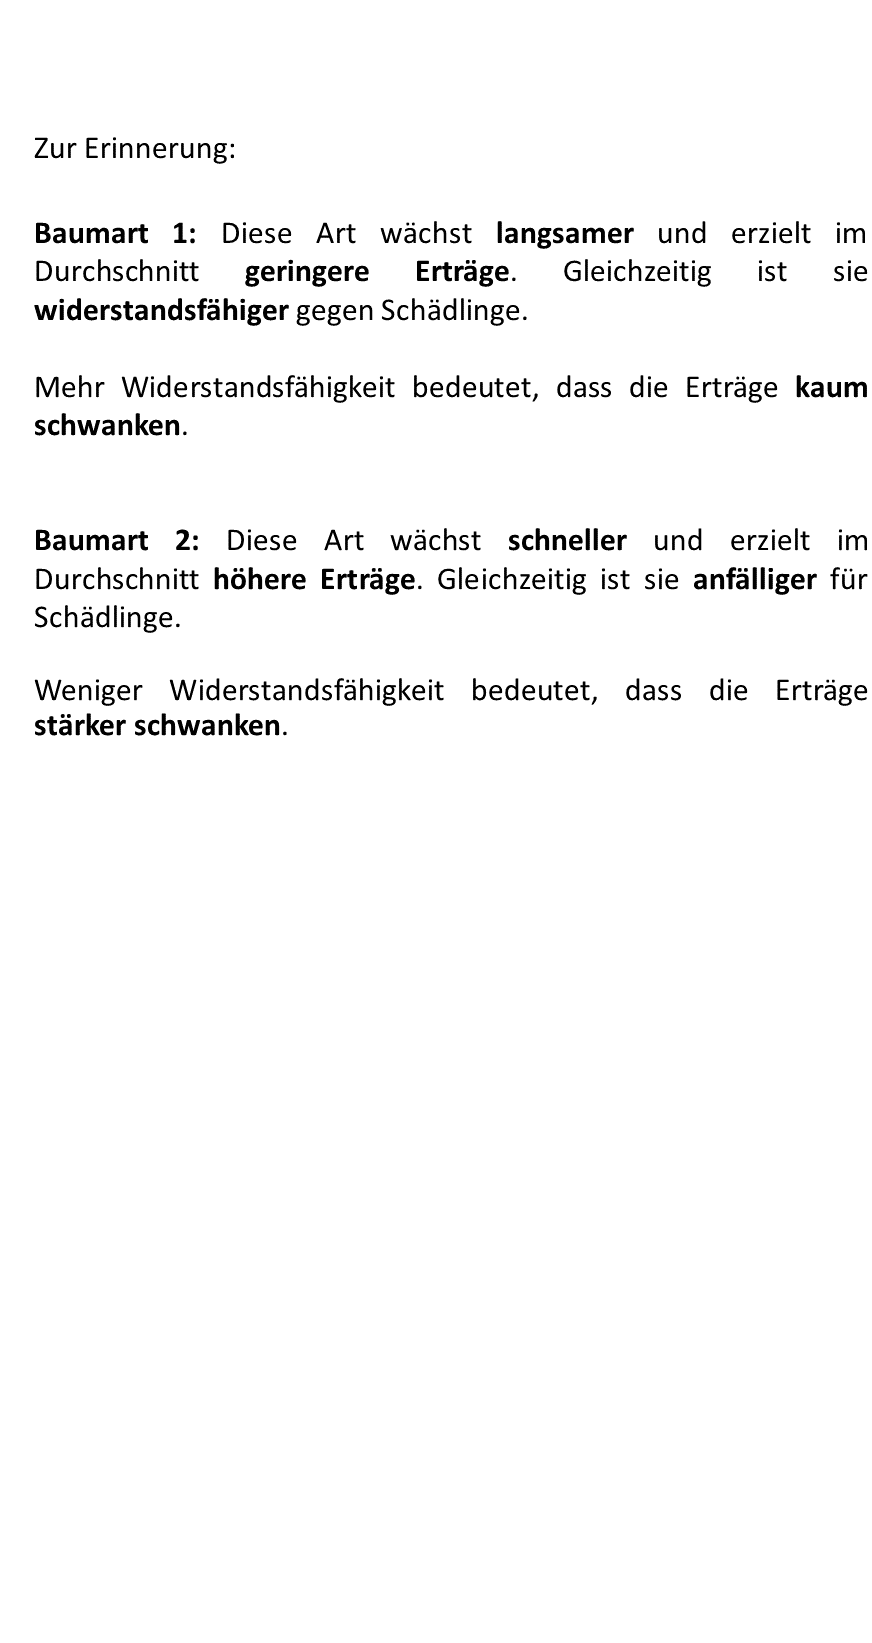 Zur Erinnerung:
Baumart 1: Diese Art wächst langsamer und erzielt im
Durchschnitt geringere Erträge. Gleichzeitig ist sie
widerstandsfähiger gegen Schädlinge.
Mehr Widerstandsfähigkeit bedeutet, dass die Erträge kaum
schwanken.
Baumart 2: Diese Art wächst schneller und erzielt im
Durchschnitt höhere Erträge. Gleichzeitig ist sie anfälliger für
Schädlinge.
Weniger Widerstandsfähigkeit bedeutet, dass die Erträge
stärker schwanken.